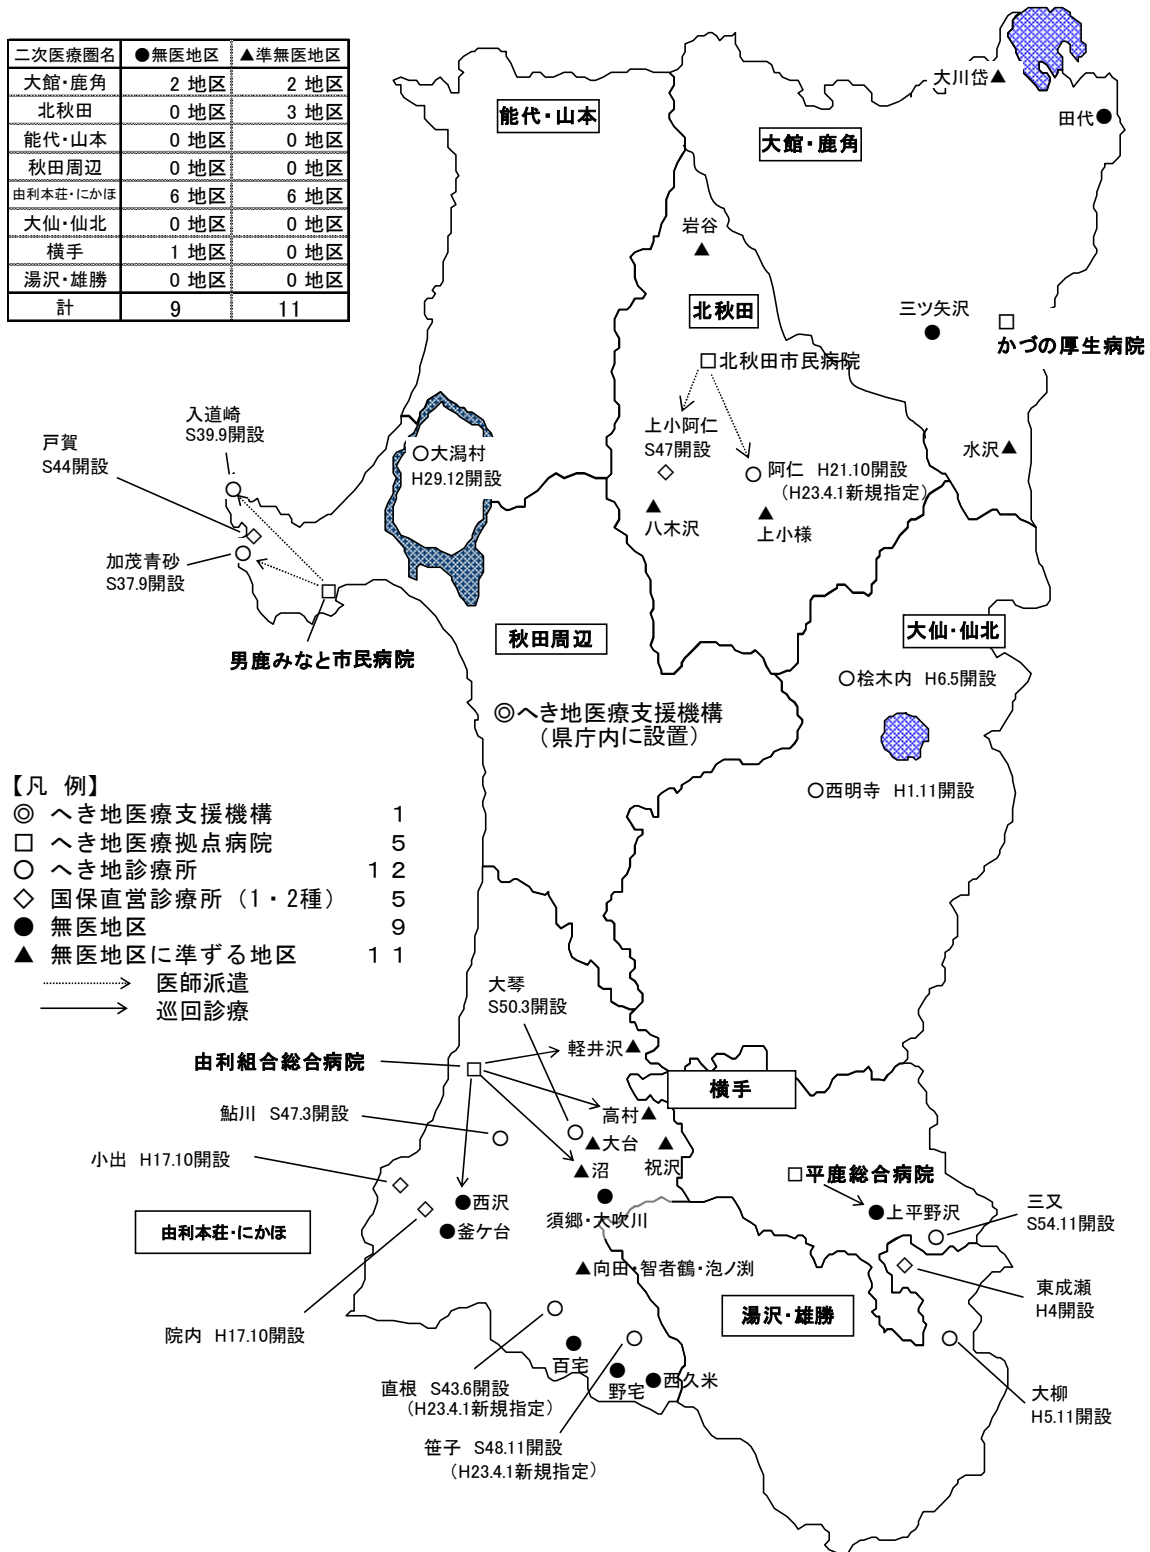 二次医療圏名 ●無医地区 ▲準無医地区
大館・鹿角 2 地区 2 地区
北秋田 0 地区 3 地区
能代・山本 0 地区 0 地区
秋田周辺 0 地区 0 地区
由利本荘・にかほ 6 地区 6 地区
大仙・仙北 0 地区 0 地区
横手 1 地区 0 地区
湯沢・雄勝 0 地区 0 地区
計 9 11
能代・山本
大館・鹿角
大川岱▲
田代●
岩谷
▲
北秋田
三ツ矢沢
●
□
かづの厚生病院
□北秋田市民病院
上小阿仁
S47開設
◇
○阿仁 H21.10開設
(H23.4.1新規指定)
水沢▲
▲
八木沢
▲
上小様
入道崎
S39.9開設
戸賀
S44開設
○大潟村
H29.12開設
加茂青砂
S37.9開設
男鹿みなと市民病院
秋田周辺
大仙・仙北
○桧木内 H6.5開設
◎へき地医療支援機構
(県庁内に設置)
○西明寺 H1.11開設
【凡 例】
◎ へき地医療支援機構 1
□ へき地医療拠点病院 5
○ へき地診療所 12
◇ 国保直営診療所(1・2種) 5
● 無医地区 9
▲ 無医地区に準ずる地区 11
医師派遣
巡回診療
大琴
S50.3開設
由利組合総合病院
軽井沢▲
横手
鮎川 S47.3開設
高村▲
▲大台
▲
祝沢
▲沼
小出 H17.10開設
□平鹿総合病院
●西沢
●
須郷・大吹川
●上平野沢
三又
S54.11開設
由利本荘・にかほ
●釜ケ台
▲向田・智者鶴・泡ノ渕
東成瀬
H4開設
湯沢・雄勝
院内 H17.10開設
●
百宅
●
野宅
●西久米
直根 S43.6開設
(H23.4.1新規指定)
大柳
H5.11開設
笹子 S48.11開設
(H23.4.1新規指定)